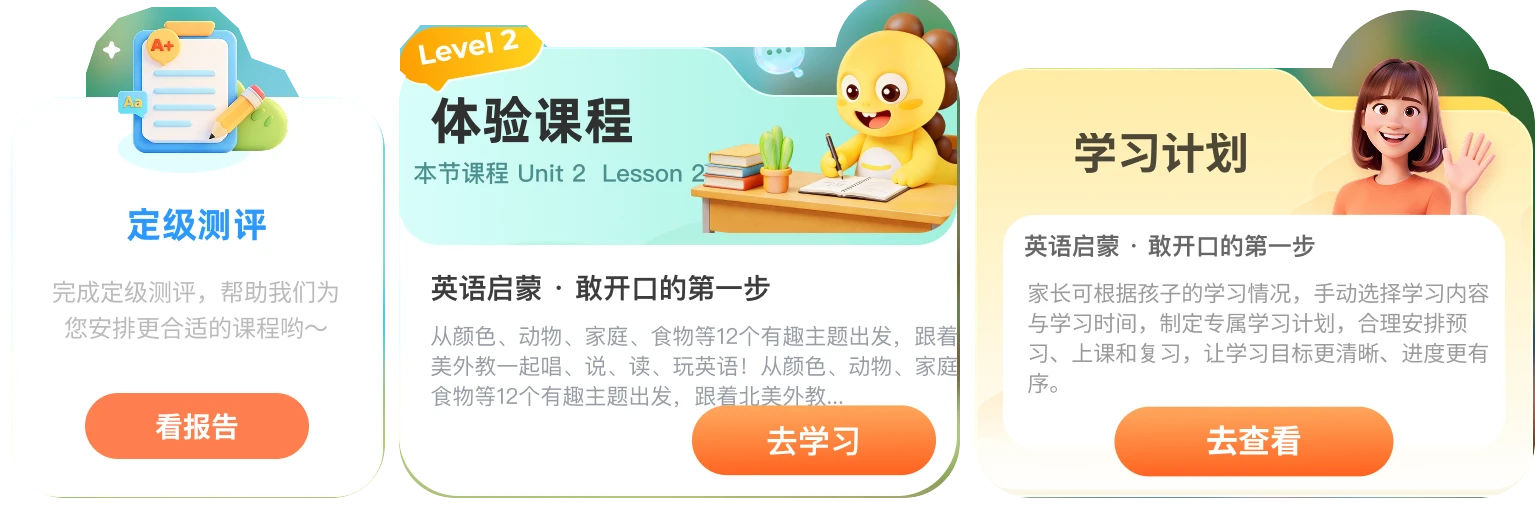 A+
Aa
定级测评
完成定级测评，帮助我们为
您安排更合适的课程哟～
看报告
Level 2
体验课程
本节课程 Unit 2 Lesson 2
英语启蒙 · 敢开口的第一步
从颜色、动物、家庭、食物等12个有趣主题出发，跟着
美外教一起唱、说、读、玩英语！从颜色、动物、家庭
食物等12个有趣主题出发，跟着北美外教...
去学习
学习计划
英语启蒙 · 敢开口的第一步
家长可根据孩子的学习情况，手动选择学习内容
与学习时间，制定专属学习计划，合理安排预
习、上课和复习，让学习目标更清晰、进度更有
序。
去查看